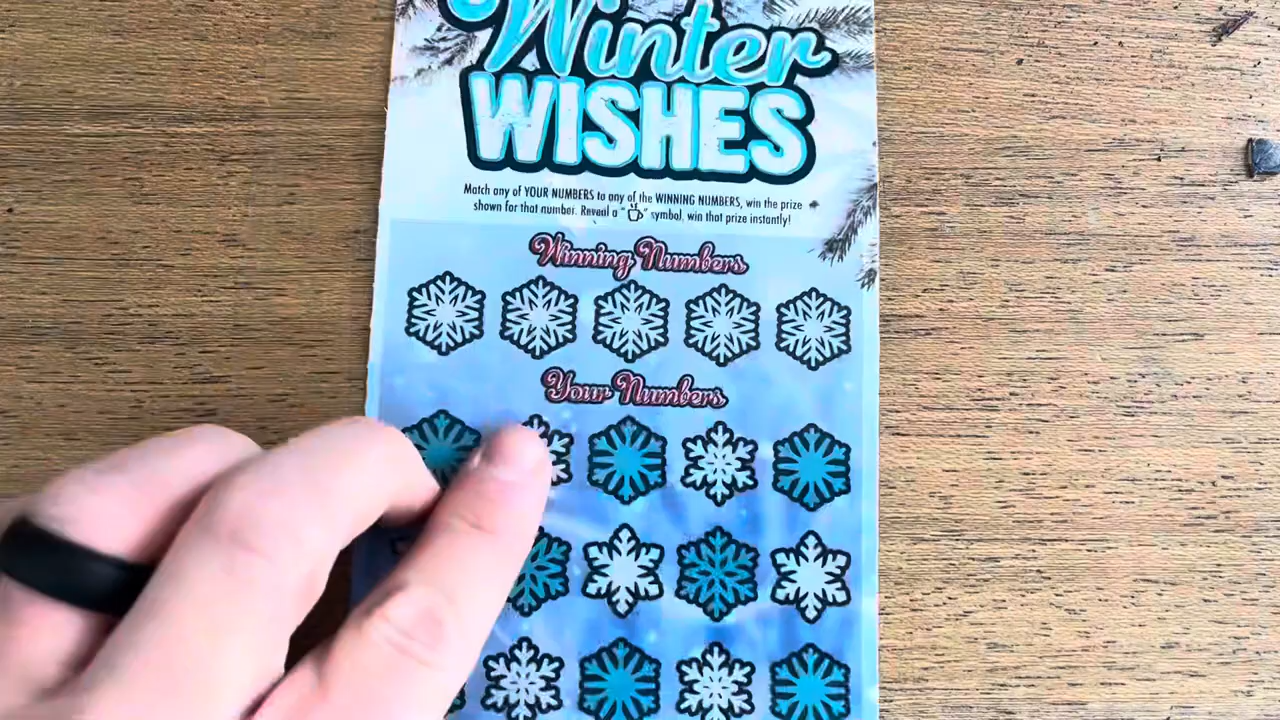 Winter
WISHES
Match any of YOUR NUMBERS to any of the WINNING NUMBERS, win the prize
shown for that number. Reveal a " " symbol, win that prize instantly!
Winning Numbers
Your Numbers